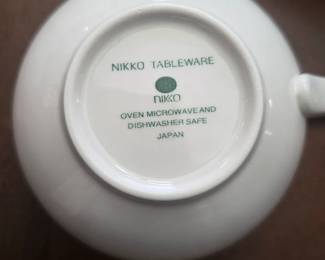 NIKKO TABLEWARE
NIKKO
OVEN MICROWAVE AND
DISHWASHER SAFE
JAPAN